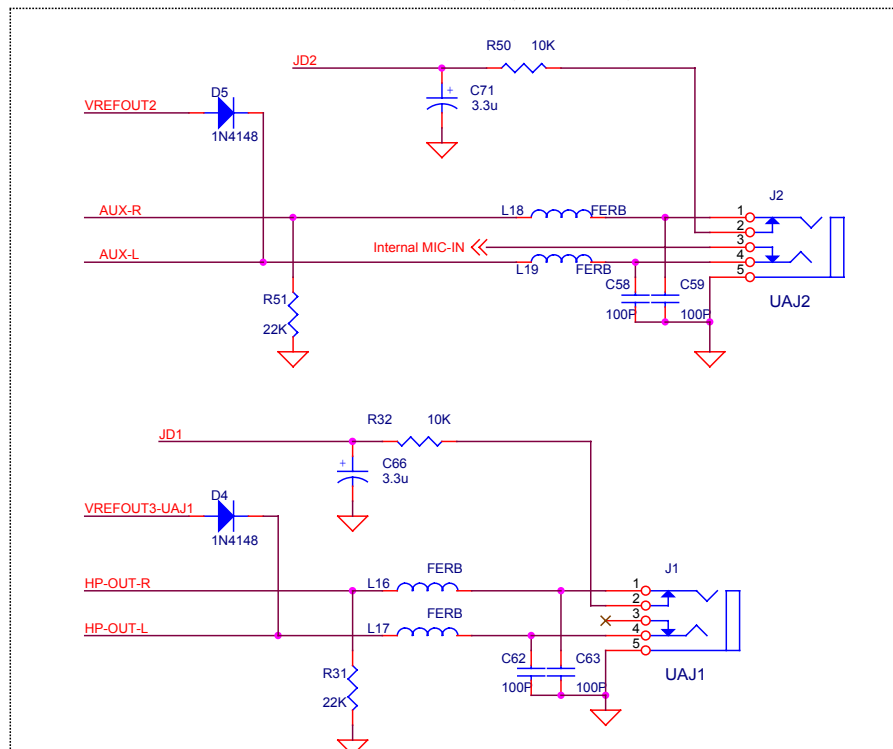 R50 10K
JD2
C71
+
3.3u
D5
VREFOUT2
1N4148
J2
AUX-R
L18 FERB
1
2
Internal MIC-IN
3
AUX-L
4
L19 FERB
5
C58 C59
R51
UAJ2
22K
100P 100P
R32 10K
JD1
C66
+
3.3u
D4
VREFOUT3-UAJ1
1N4148
FERB
J1
HP-OUT-R
L16
1
2
FERB
3
HP-OUT-L
L17
4
5
C62 C63
R31
UAJ1
22K
100P 100P